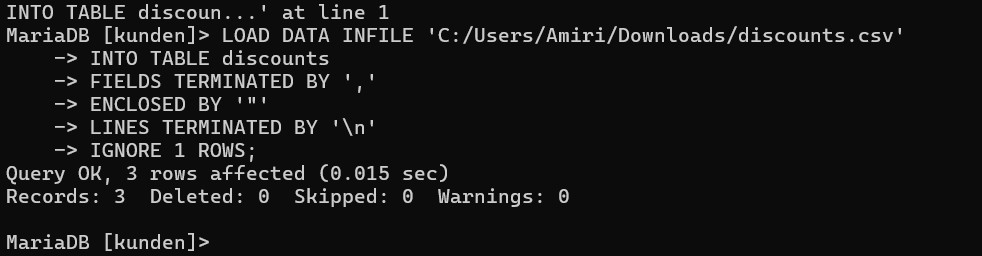 INTO TABLE discoun...' at line 1
MariaDB [kunden]> LOAD DATA INFILE 'C:/Users/Amiri/Downloads/discounts.csv'
    -> INTO TABLE discounts
    -> FIELDS TERMINATED BY ','
    -> ENCLOSED BY '"'
    -> LINES TERMINATED BY '\n'
    -> IGNORE 1 ROWS;
Query OK, 3 rows affected (0.015 sec)
Records: 3  Deleted: 0  Skipped: 0  Warnings: 0
MariaDB [kunden]>